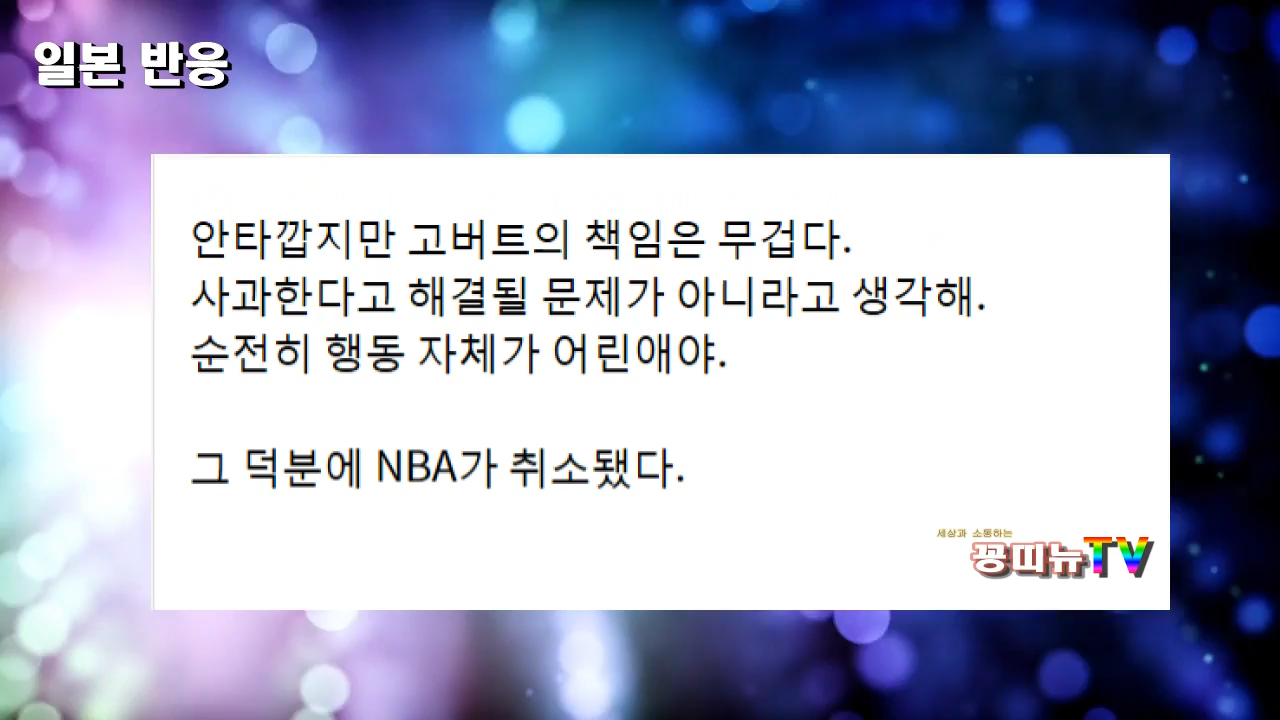 일본 반응
안타깝지만 고버트의 책임은 무겁다.
사과한다고 해결될 문제가 아니라고 생각해.
순전히 행동 자체가 어린애야.
그 덕분에 NBA가 취소됐다.
세상과 소통하는
꽁띠뉴TV